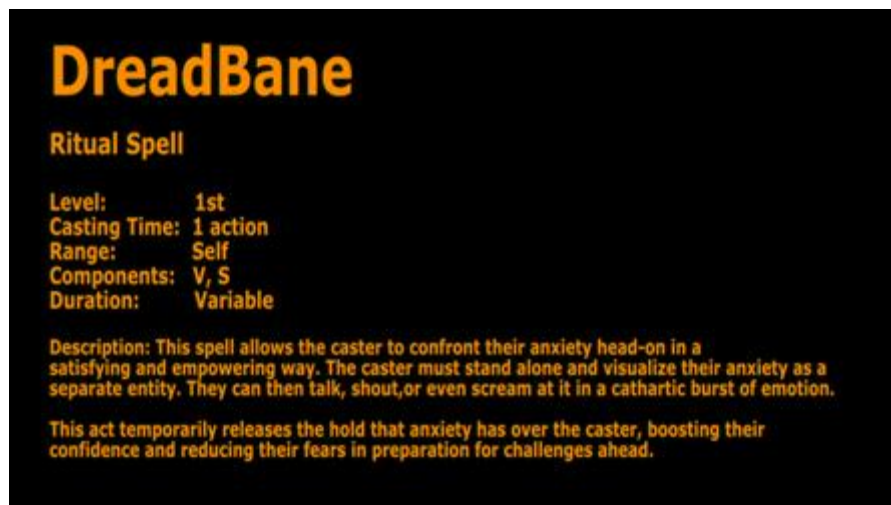 DreadBane
Ritual Spell
Level: 1st
Casting Time: 1 action
Range: Self
Components: V, S
Duration: Variable
Description: This spell allows the caster to confront their anxiety head-on in a
satisfying and empowering way. The caster must stand alone and visualize their anxiety as a
separate entity. They can then talk, shout,or even scream at it in a cathartic burst of emotion.
This act temporarily releases the hold that anxiety has over the caster, boosting their
confidence and reducing their fears in preparation for challenges ahead.